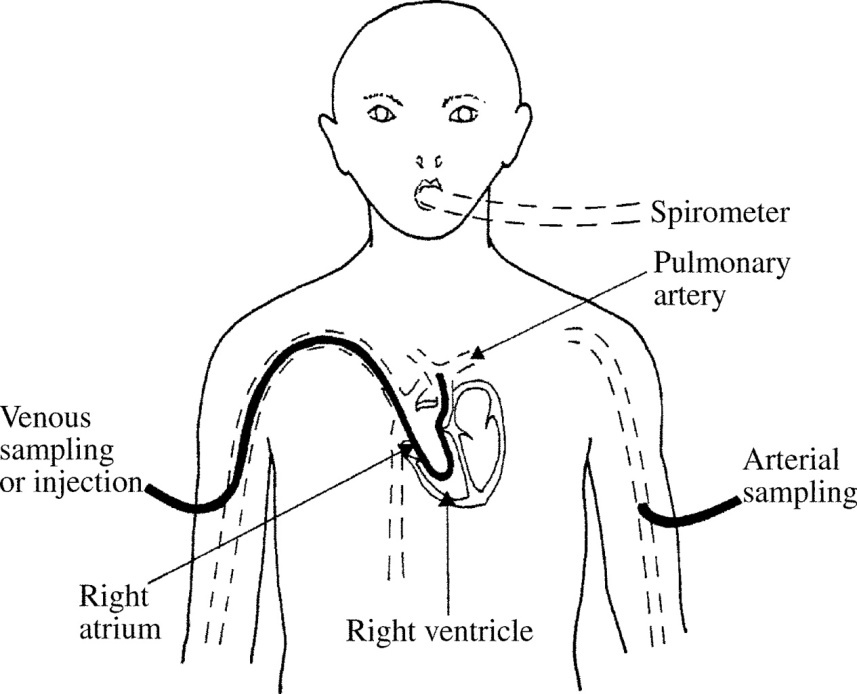 Spirometer
Pulmonary
artery
Venous
sampling
or injection
Arterial
sampling
Right
atrium
Right ventricle